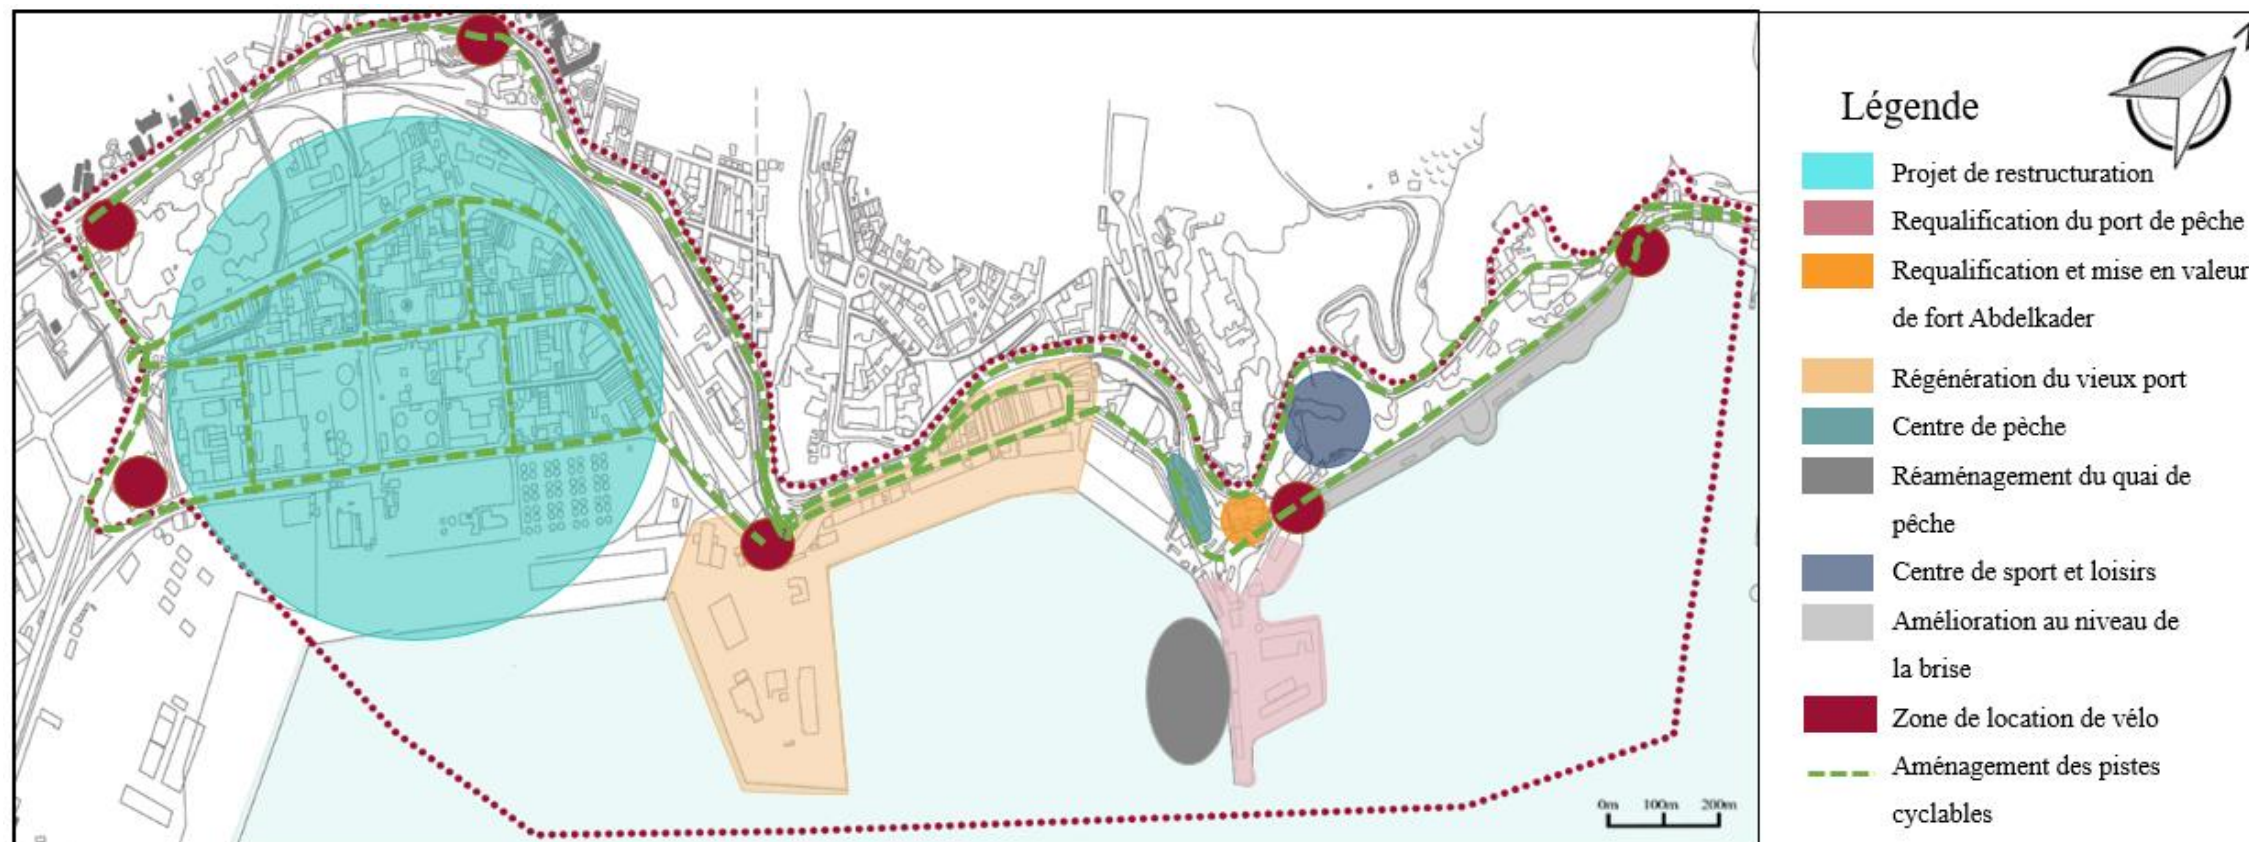 Légende
Projet de restructuration
Requalification du port de pêche
Requalification et mise en valeur
de fort Abdelkader
Régénération du vieux port
Centre de pèche
Réaménagement du quai de
pêche
Centre de sport et loisirs
Amélioration au niveau de
la brise
Zone de location de vélo
Aménagement des pistes
cyclables
0m 100m 200m